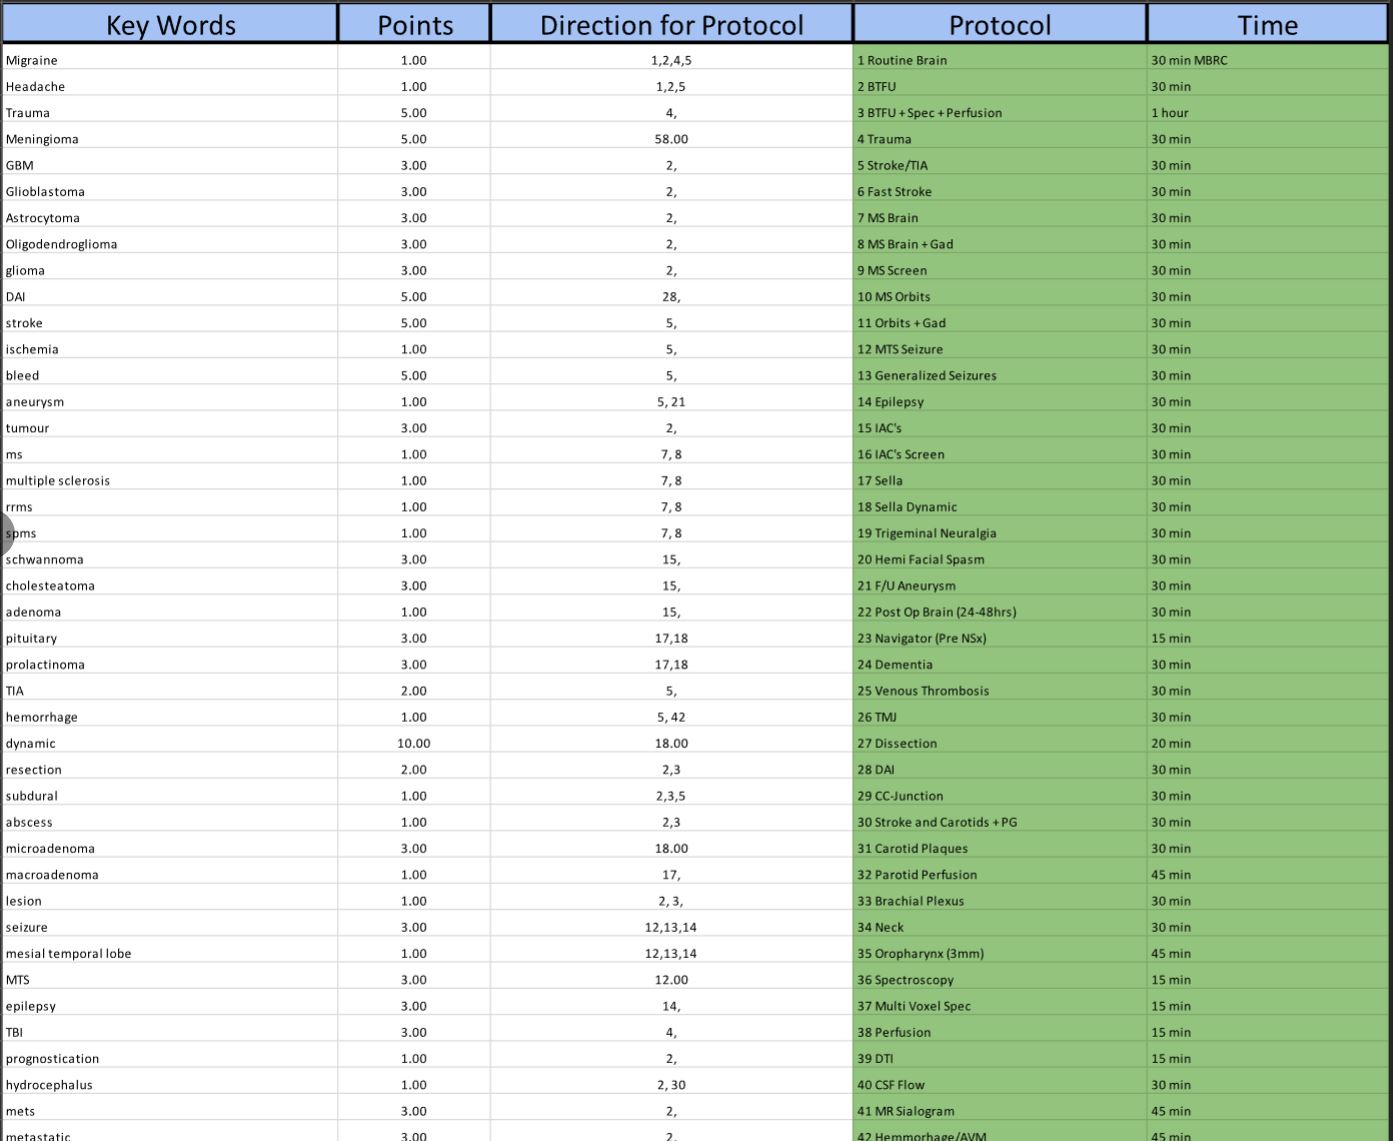 Key Words Points Direction for Protocol Protocol Time
Migraine 1.00 1,2,4,5 1 Routine Brain 30 min MBRC
Headache 1.00 1,2,5 2 BTFU 30 min
Trauma 5.00 4, 3 BTFU + Spec + Perfusion 1 hour
Meningioma 5.00 58.00 4 Trauma 30 min
GBM 3.00 2, 5 Stroke/TIA 30 min
Glioblastoma 3.00 2, 6 Fast Stroke 30 min
Astrocytoma 3.00 2, 7 MS Brain 30 min
Oligodendroglioma 3.00 2, 8 MS Brain + Gad 30 min
glioma 3.00 2, 9 MS Screen 30 min
DAI 5.00 28, 10 MS Orbits 30 min
stroke 5.00 5, 11 Orbits + Gad 30 min
ischemia 1.00 5, 12 MTS Seizure 30 min
bleed 5.00 5, 13 Generalized Seizures 30 min
aneurysm 1.00 5, 21 14 Epilepsy 30 min
tumour 3.00 2, 15 IAC's 30 min
ms 1.00 7, 8 16 IAC's Screen 30 min
multiple sclerosis 1.00 7, 8 17 Sella 30 min
rrms 1.00 7, 8 18 Sella Dynamic 30 min
spms 1.00 7, 8 19 Trigeminal Neuralgia 30 min
schwannoma 3.00 15, 20 Hemi Facial Spasm 30 min
cholesteatoma 3.00 15, 21 F/U Aneurysm 30 min
adenoma 1.00 15, 22 Post Op Brain (24-48hrs) 30 min
pituitary 3.00 17,18 23 Navigator (Pre NSx) 15 min
prolactinoma 3.00 17,18 24 Dementia 30 min
TIA 2.00 5, 25 Venous Thrombosis 30 min
hemorrhage 1.00 5, 42 26 TMJ 30 min
dynamic 10.00 18.00 27 Dissection 20 min
resection 2.00 2,3 28 DAI 30 min
subdural 1.00 2,3,5 29 CC-Junction 30 min
abscess 1.00 2,3 30 Stroke and Carotids + PG 30 min
microadenoma 3.00 18.00 31 Carotid Plaques 30 min
macroadenoma 1.00 17, 32 Parotid Perfusion 45 min
lesion 1.00 2, 3, 33 Brachial Plexus 30 min
seizure 3.00 12,13,14 34 Neck 30 min
mesial temporal lobe 1.00 12,13,14 35 Oropharynx (3mm) 45 min
MTS 3.00 12.00 36 Spectroscopy 15 min
epilepsy 3.00 14, 37 Multi Voxel Spec 15 min
TBI 3.00 4, 38 Perfusion 15 min
prognostication 1.00 2, 39 DTI 15 min
hydrocephalus 1.00 2, 30 40 CSF Flow 30 min
mets 3.00 2, 41 MR Sialogram 45 min
metastatic 3.00 2, 42 Hemmorhage/AVM 45 min